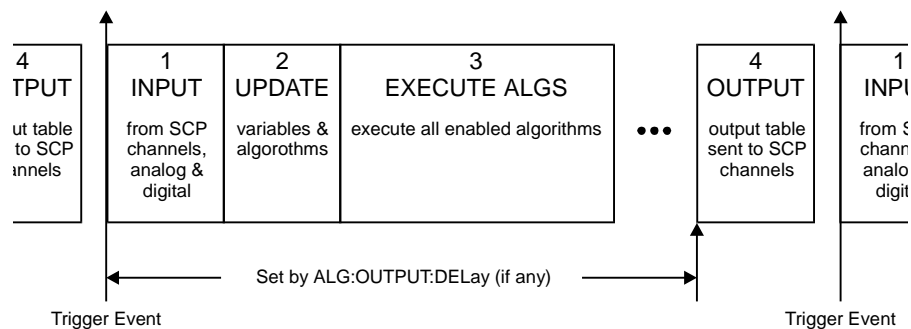 4
TPUT
ut table
to SCP
annels
1
INPUT
from SCP
channels,
analog &
digital
2
UPDATE
variables &
algorothms
3
EXECUTE ALGS
execute all enabled algorithms
•••
4
OUTPUT
output table
sent to SCP
channels
1
INPU
from S
chann
analo
digit
Set by ALG:OUTPUT:DELay (if any)
Trigger Event
Trigger Event